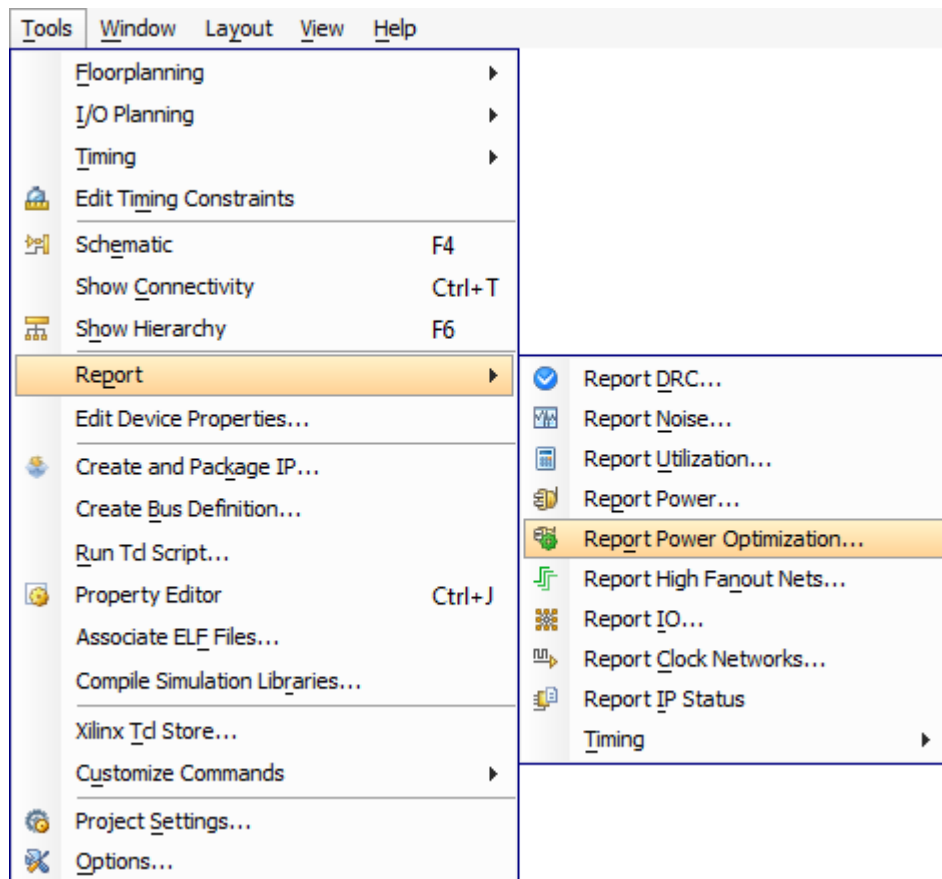 Tools Window Layout View Help
Floorplanning
I/O Planning
Timing
Edit Timing Constraints
Schematic F4
Show Connectivity Ctrl+T
Show Hierarchy F6
Report
Edit Device Properties...
Create and Package IP...
Create Bus Definition...
Run Tcl Script...
Property Editor Ctrl+J
Associate ELF Files...
Compile Simulation Libraries...
Xilinx Tcl Store...
Customize Commands
Project Settings...
Options...
Report DRC...
Report Noise...
Report Utilization...
Report Power...
Report Power Optimization...
Report High Fanout Nets...
Report IO...
Report Clock Networks...
Report IP Status
Timing